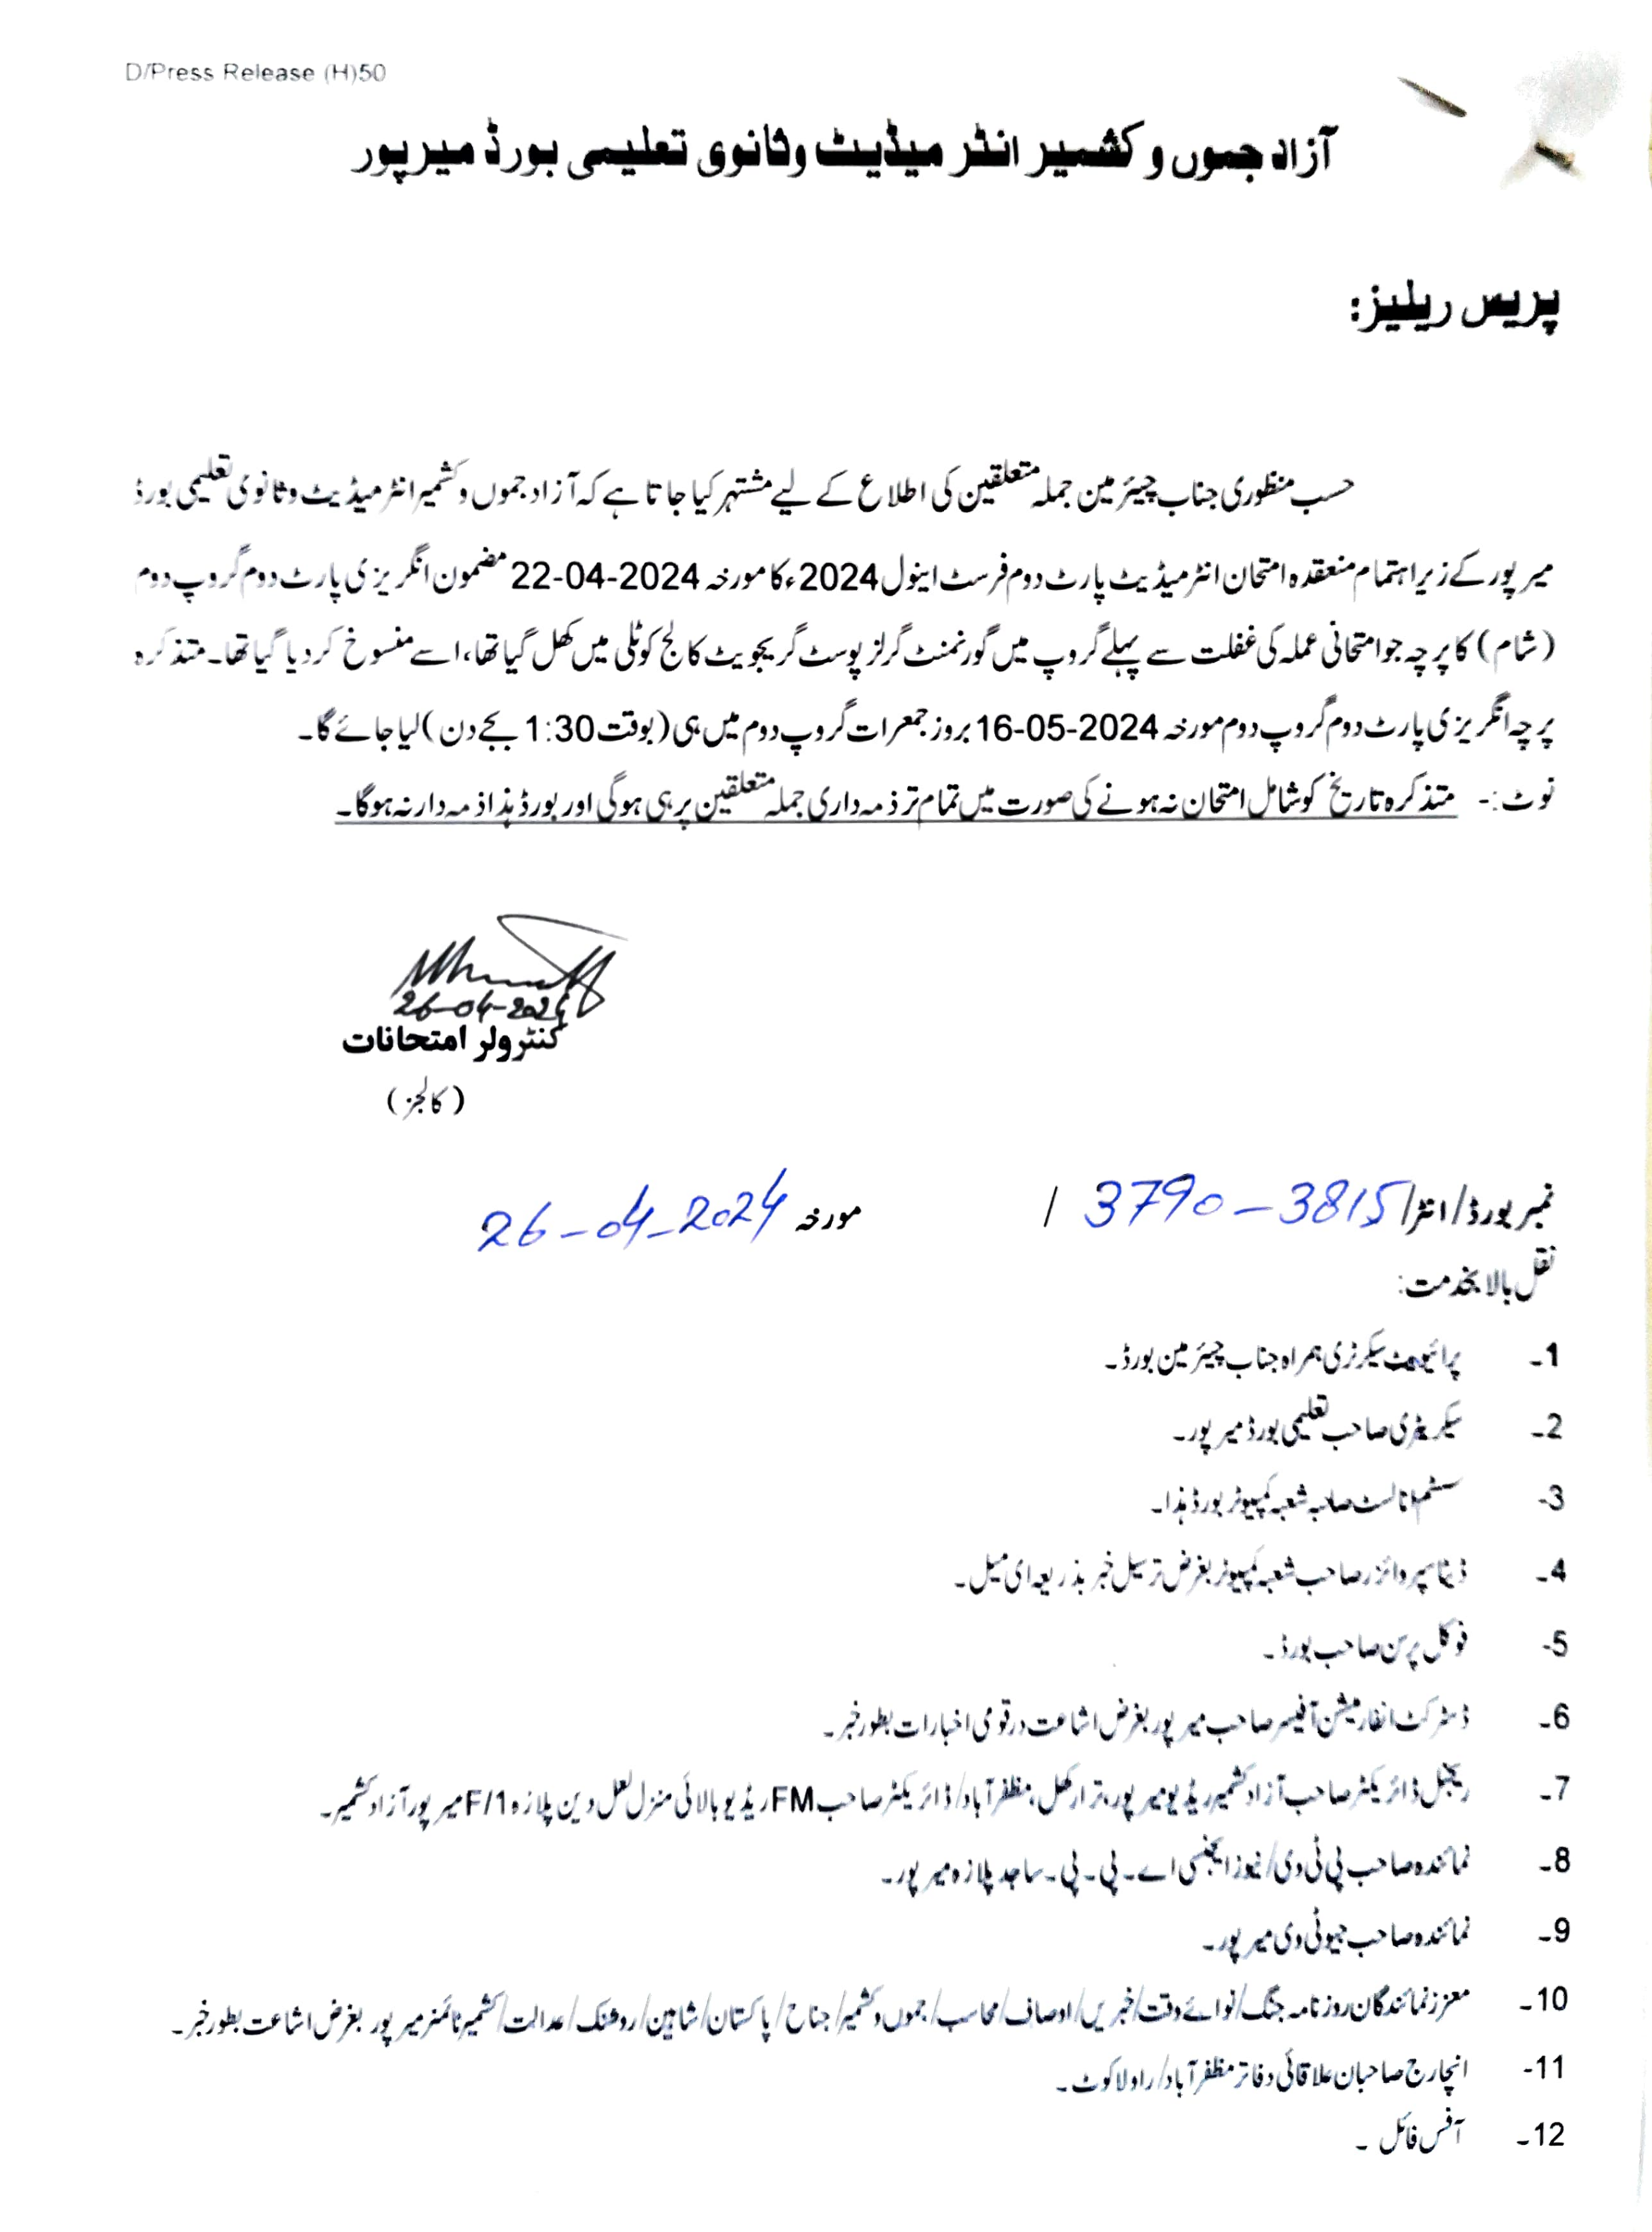 D/Press Release (H)50
آزاد جموں و کشمیر انٹر میڈیٹ وثانوی تعلیمی بورڈ میرپور
پریس ریلیز:
حسب منظوری جناب چیئرمین جملہ متعلقین کی اطلاع کے لیے مشتہر کیا جاتا ہے کہ آزاد جموں و کشمیر انٹر میڈیٹ و ثانوی تعلیمی بورڈ
میرپور کے زیر اہتمام منعقدہ امتحان انٹر میڈیٹ پارٹ دوم فرسٹ اینول 2024ء کا مورخہ 22-04-2024 مضمون انگریزی پارٹ دوم گروپ دوم
(شام) کا پرچہ جو امتحانی عملہ کی غفلت سے پہلے گروپ میں گورنمنٹ گرلز پوسٹ گریجویٹ کالج کوٹلی میں کھل گیا تھا، اسے منسوخ کر دیا گیا تھا۔ متذکرہ
پرچہ انگریزی پارٹ دوم گروپ دوم مورخہ 16-05-2024 بروز جمعرات گروپ دوم میں ہی (بوقت 1:30 بجے دن) لیا جائے گا۔
نوٹ:- متذکرہ تاریخ کو شامل امتحان نہ ہونے کی صورت میں تمام تر ذمہ داری جملہ متعلقین پر ہی ہوگی اور بورڈ ہذا ذمہ دار نہ ہوگا۔
26-04-2024
کنٹرولر امتحانات
(کالجز)
نمبر بورڈ/انٹر/ 3790-3815 / مورخہ 26-04-2024
نقل بالا بخدمت:
1- پرائیویٹ سیکرٹری ہمراہ جناب چیئرمین بورڈ۔
2- سیکریٹری صاحب تعلیمی بورڈ میرپور۔
3- سسٹم انالسٹ صاحبہ شعبہ کمپیوٹر بورڈ ہذا۔
4- ڈیٹا سپروائزر صاحب شعبہ کمپیوٹر بغرض ترسیل خبر بذریعہ ای میل۔
5- فوکل پرسن صاحب بورڈ۔
6- ڈسٹرکٹ انفارمیشن آفیسر صاحب میرپور بغرض اشاعت در قومی اخبارات بطور خبر۔
7- ریجنل ڈائریکٹر صاحب آزاد کشمیر ریڈیو میرپور، تراڑکھل، مظفرآباد/ ڈائریکٹر صاحب FM ریڈیو بالائی منزل لعل دین پلازہ F/1 میرپور آزاد کشمیر۔
8- نمائندہ صاحب پی ٹی وی/ نیوز ایجنسی اے۔پی۔پی۔ ساجد پلازہ میرپور۔
9- نمائندہ صاحب جیو ٹی وی میرپور۔
10- معزز نمائندگان روزنامہ جنگ/ نوائے وقت/ خبریں/ اوصاف/ محاسب/ جموں و کشمیر/ جناح/ پاکستان/ شاہین/ / عدالت/ کشمیر ٹائمز میرپور بغرض اشاعت بطور خبر۔
11- انچارج صاحبان علاقائی دفاتر مظفرآباد/ راولاکوٹ۔
12- آفس فائل۔